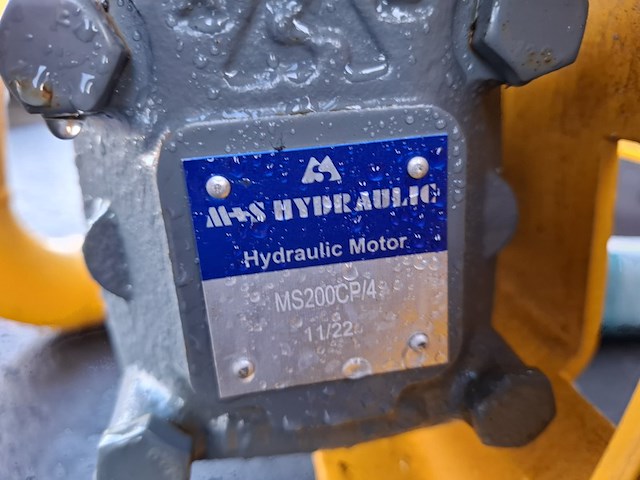 M+S HYDRAULIC
Hydraulic Motor
MS200CP/4
11/22